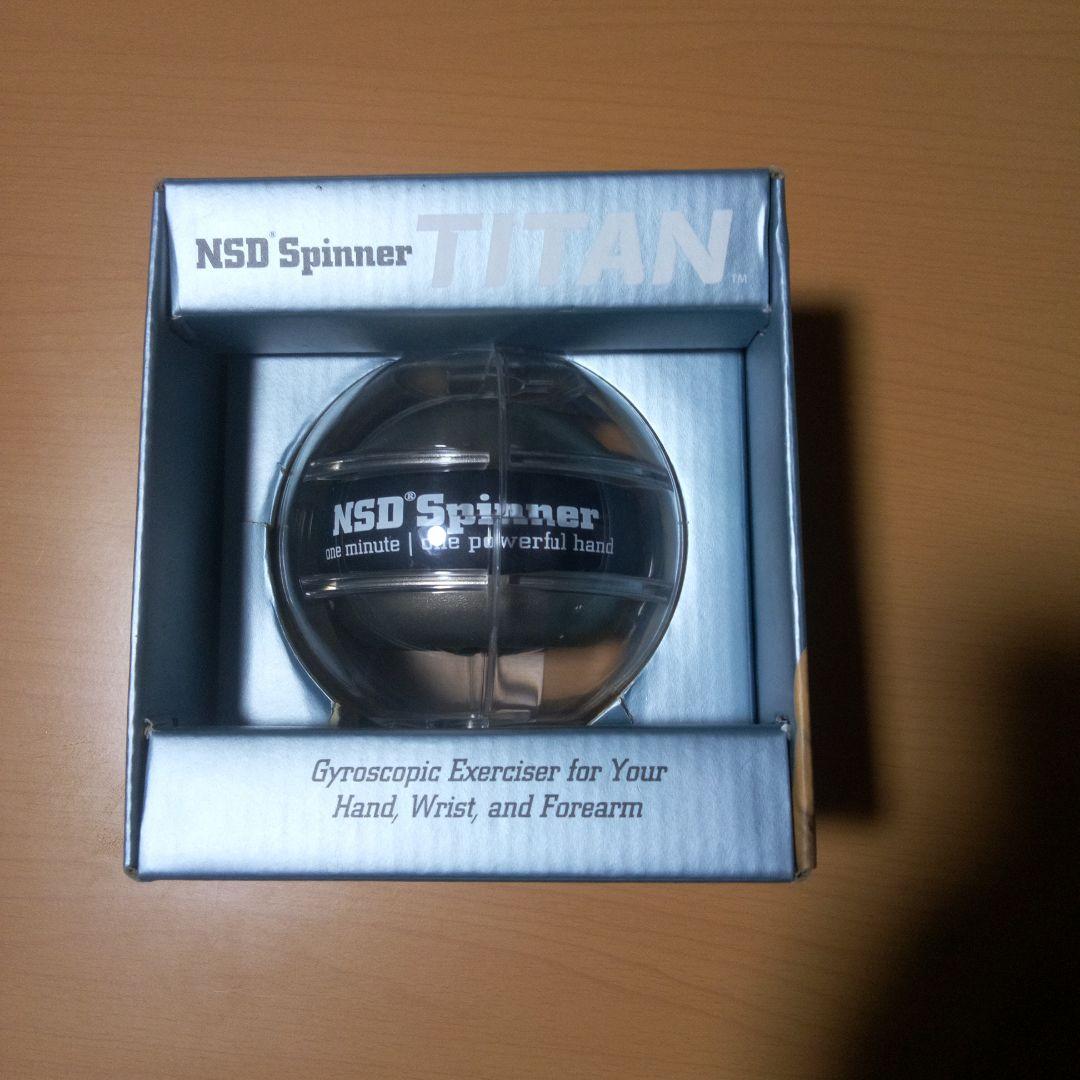 NSD® Spinner TITAN™
NSD® Spinner
one minute | one powerful hand
Gyroscopic Exerciser for Your
Hand, Wrist, and Forearm